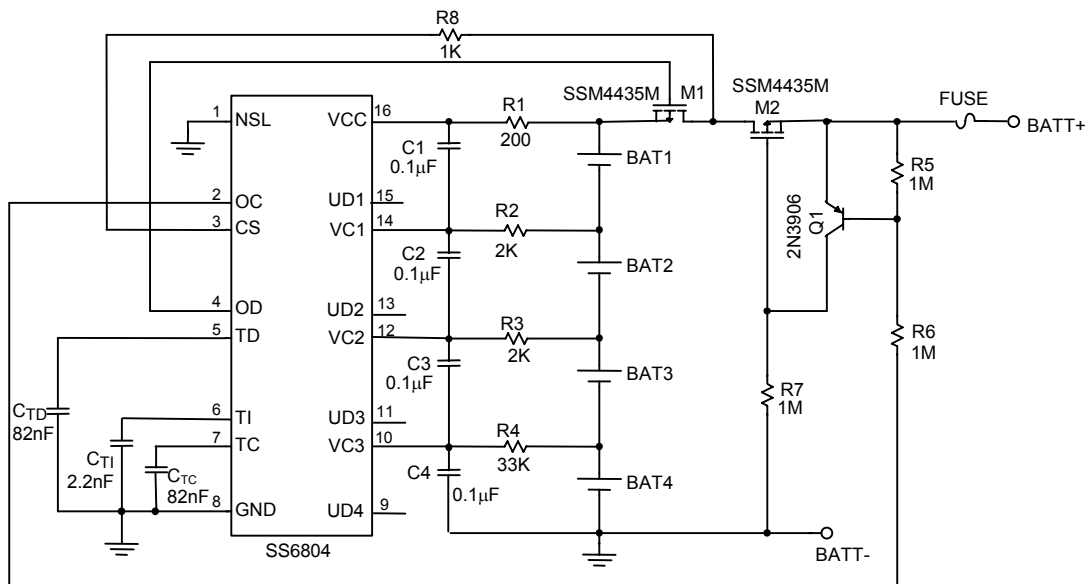 R8
1K
SSM4435M M1
SSM4435M
M2
FUSE
BATT+
1 NSL
VCC 16
R1
200
C1
0.1µF
BAT1
R5
1M
2 OC
UD1 15
3 CS
VC1 14
R2
2K
2N3906
Q1
C2
0.1µF
BAT2
4 OD
UD2 13
5 TD
VC2 12
R3
2K
R6
1M
C3
0.1µF
BAT3
R7
1M
CTD
82nF
6 TI
UD3 11
7 TC
VC3 10
R4
33K
CTI
2.2nF
CTC
82nF
C4
0.1µF
BAT4
8 GND
UD4 9
SS6804
BATT-